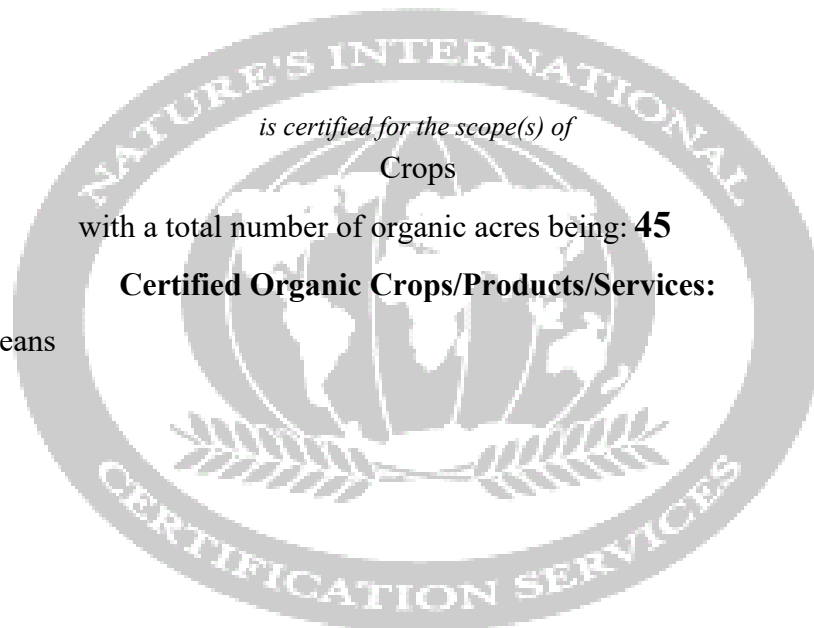 NATURE'S INTERNATIONAL
is certified for the scope(s) of
Crops
with a total number of organic acres being: 45
Certified Organic Crops/Products/Services:
eans
CERTIFICATION SERVICES